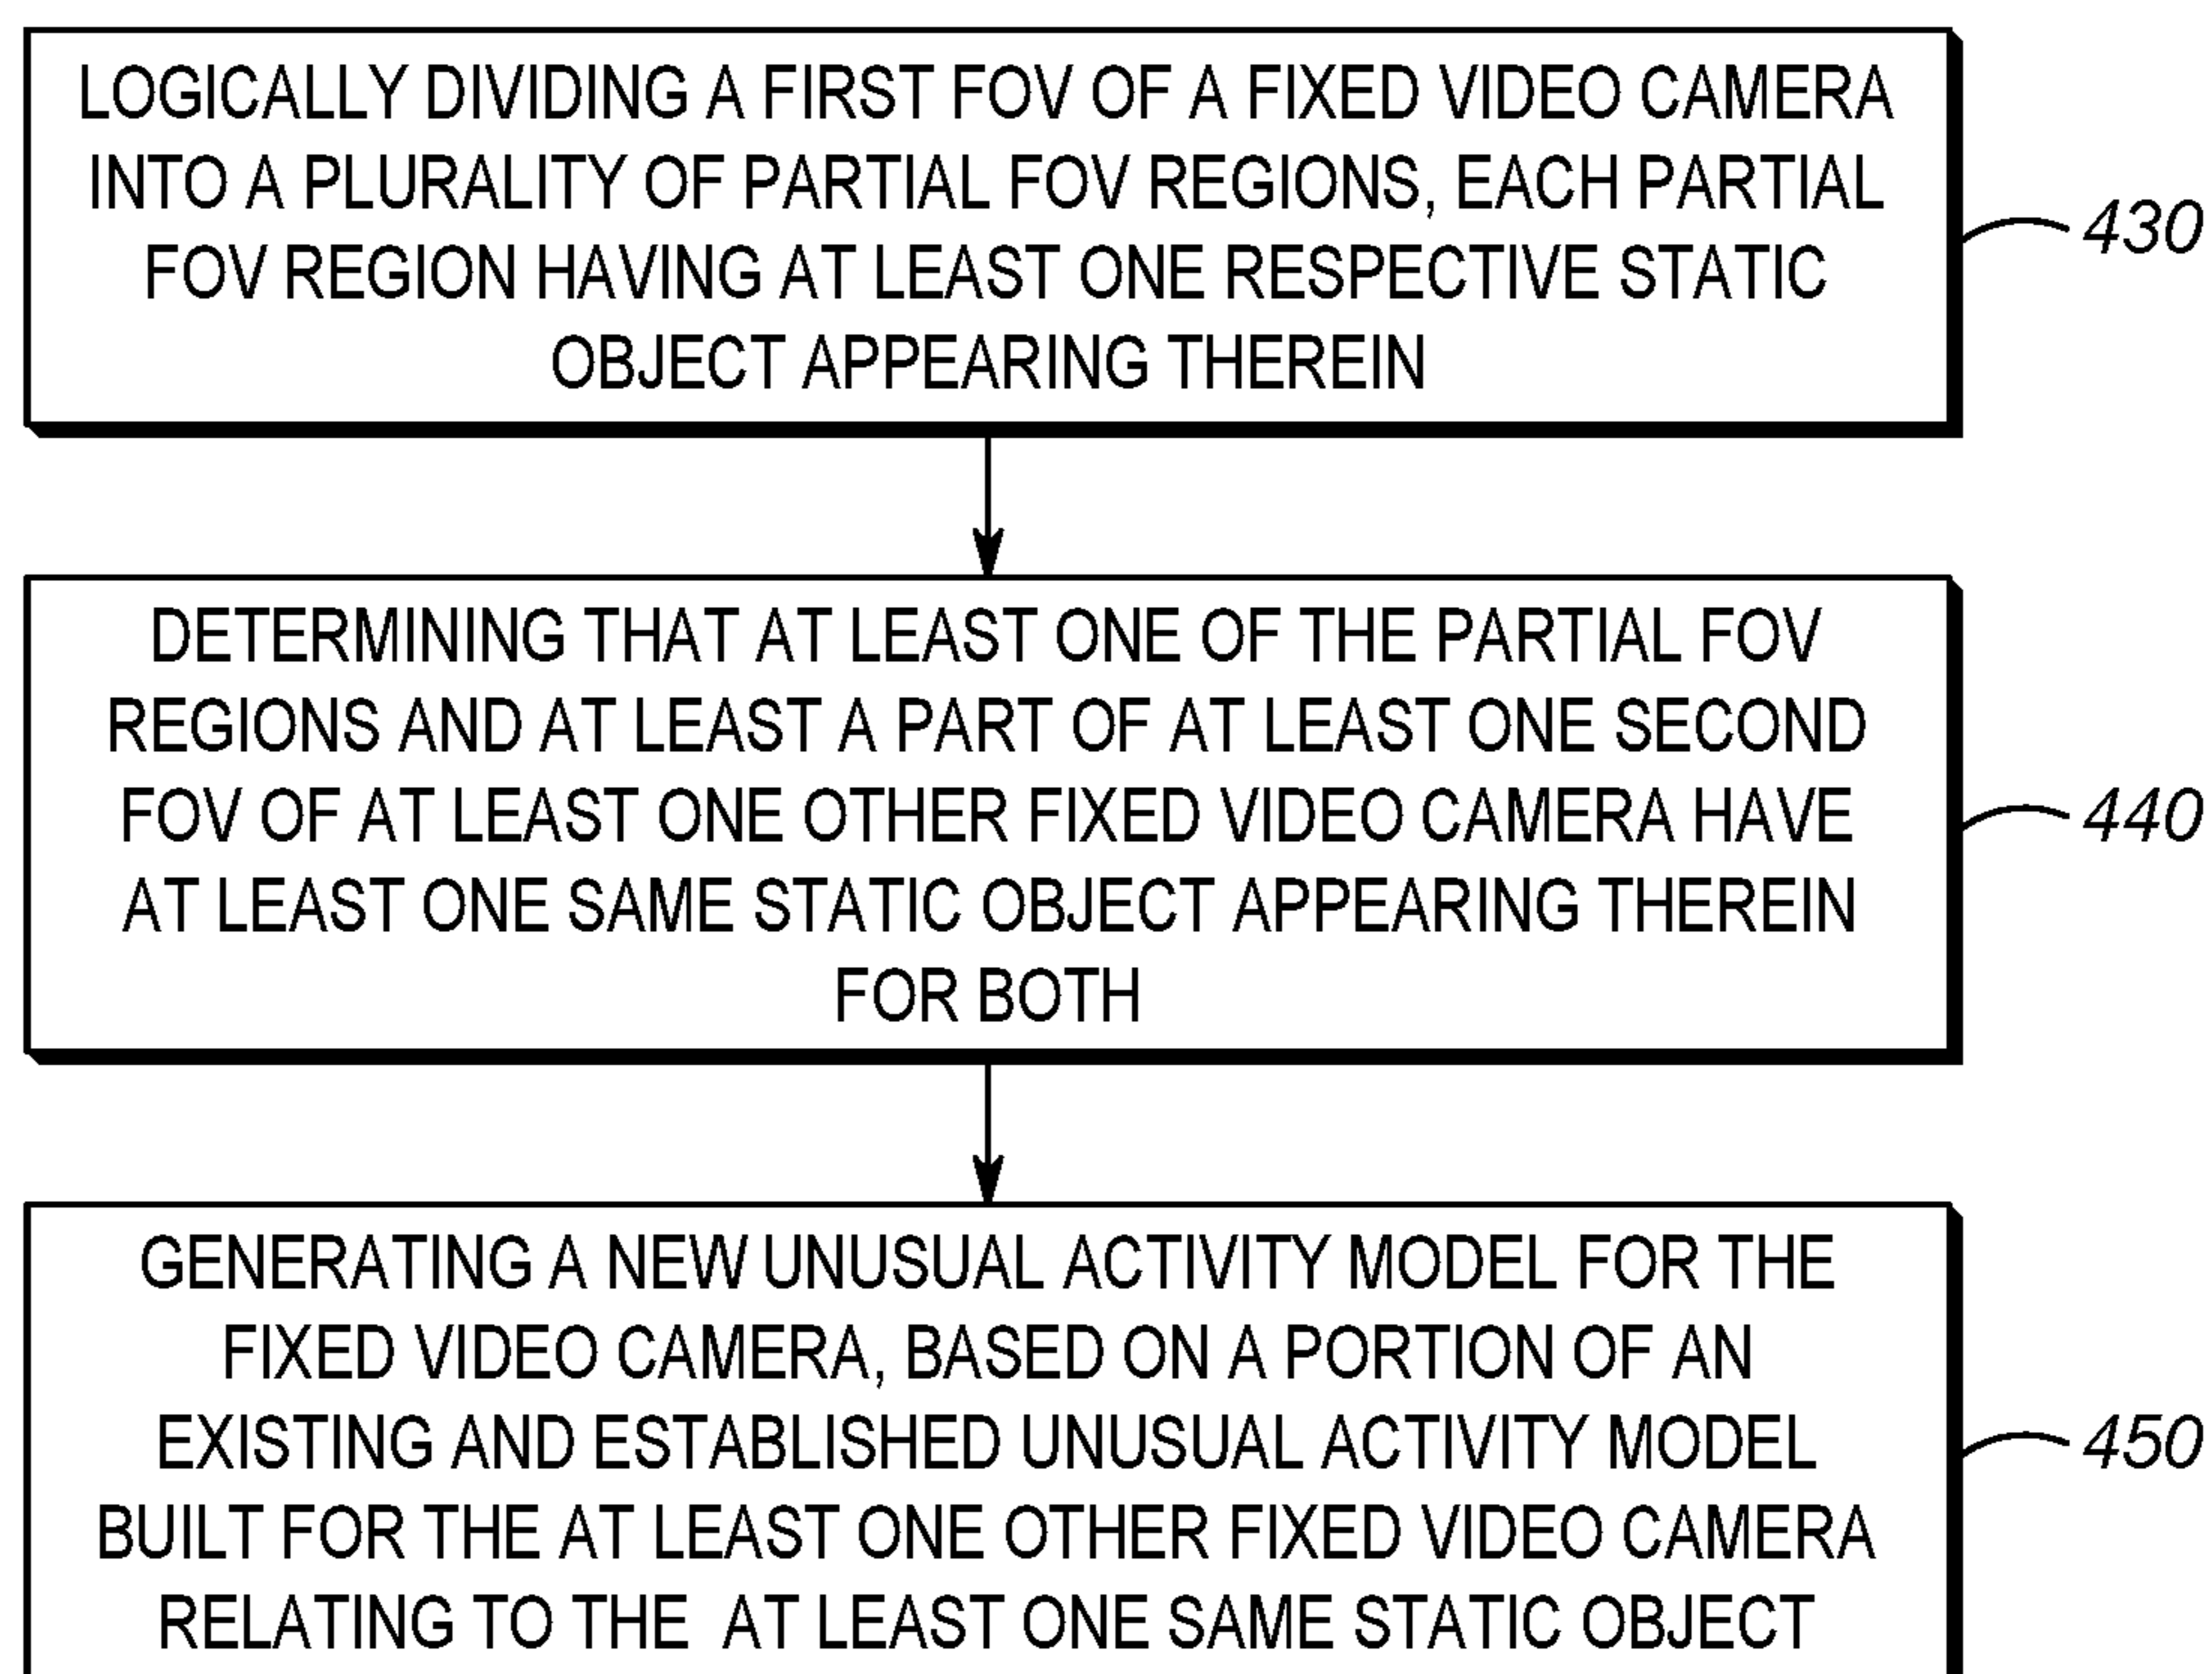 LOGICALLY DIVIDING A FIRST FOV OF A FIXED VIDEO CAMERA
INTO A PLURALITY OF PARTIAL FOV REGIONS, EACH PARTIAL
FOV REGION HAVING AT LEAST ONE RESPECTIVE STATIC
OBJECT APPEARING THEREIN
430
DETERMINING THAT AT LEAST ONE OF THE PARTIAL FOV
REGIONS AND AT LEAST A PART OF AT LEAST ONE SECOND
FOV OF AT LEAST ONE OTHER FIXED VIDEO CAMERA HAVE
AT LEAST ONE SAME STATIC OBJECT APPEARING THEREIN
FOR BOTH
440
GENERATING A NEW UNUSUAL ACTIVITY MODEL FOR THE
FIXED VIDEO CAMERA, BASED ON A PORTION OF AN
EXISTING AND ESTABLISHED UNUSUAL ACTIVITY MODEL
BUILT FOR THE AT LEAST ONE OTHER FIXED VIDEO CAMERA
RELATING TO THE AT LEAST ONE SAME STATIC OBJECT
450